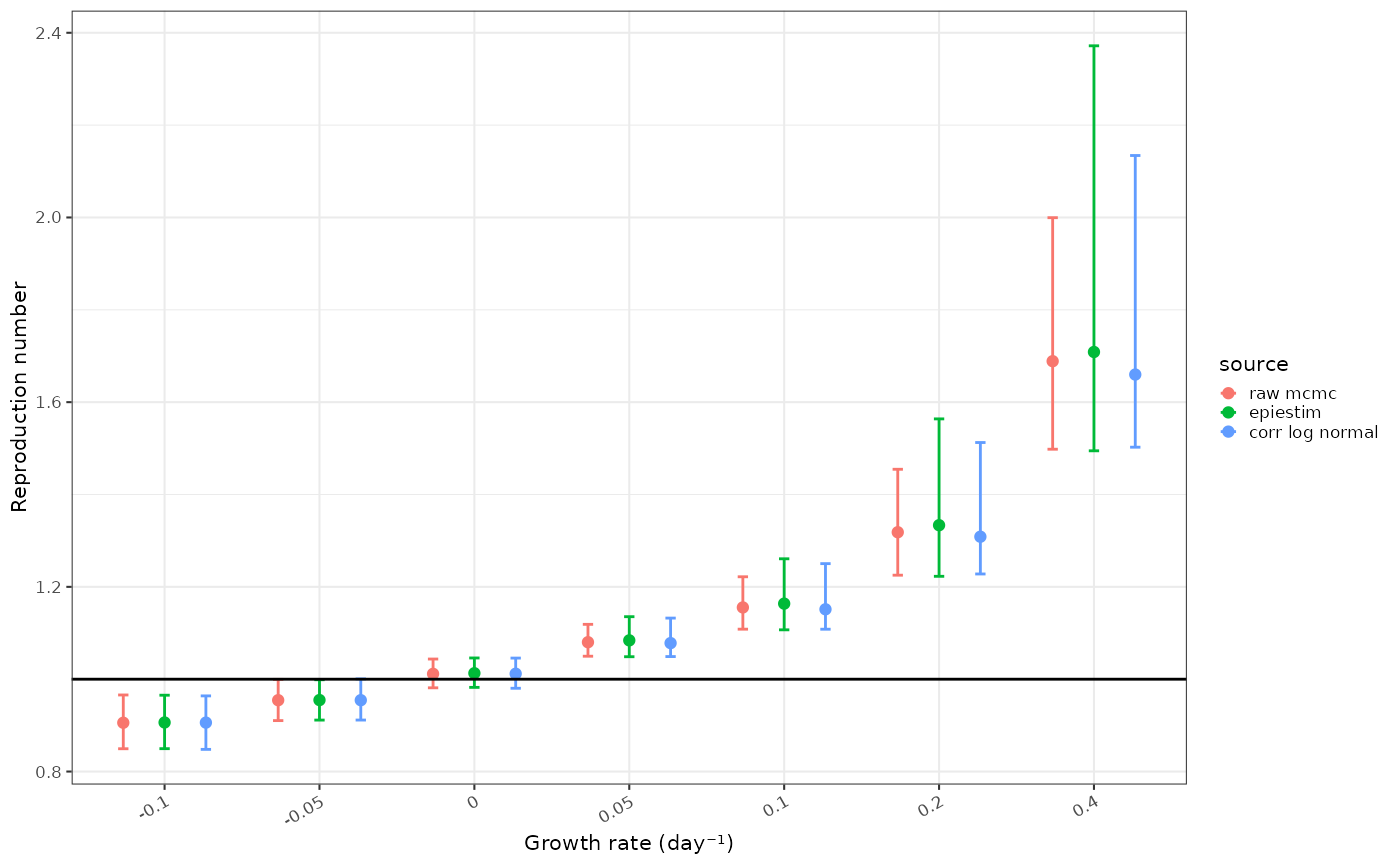 2.4
2.0
1.6
1.2
0.8
Reproduction number
-0.1
-0.05
0
0.05
0.1
0.2
0.4
Growth rate (day⁻¹)
source
raw mcmc
epiestim
corr log normal